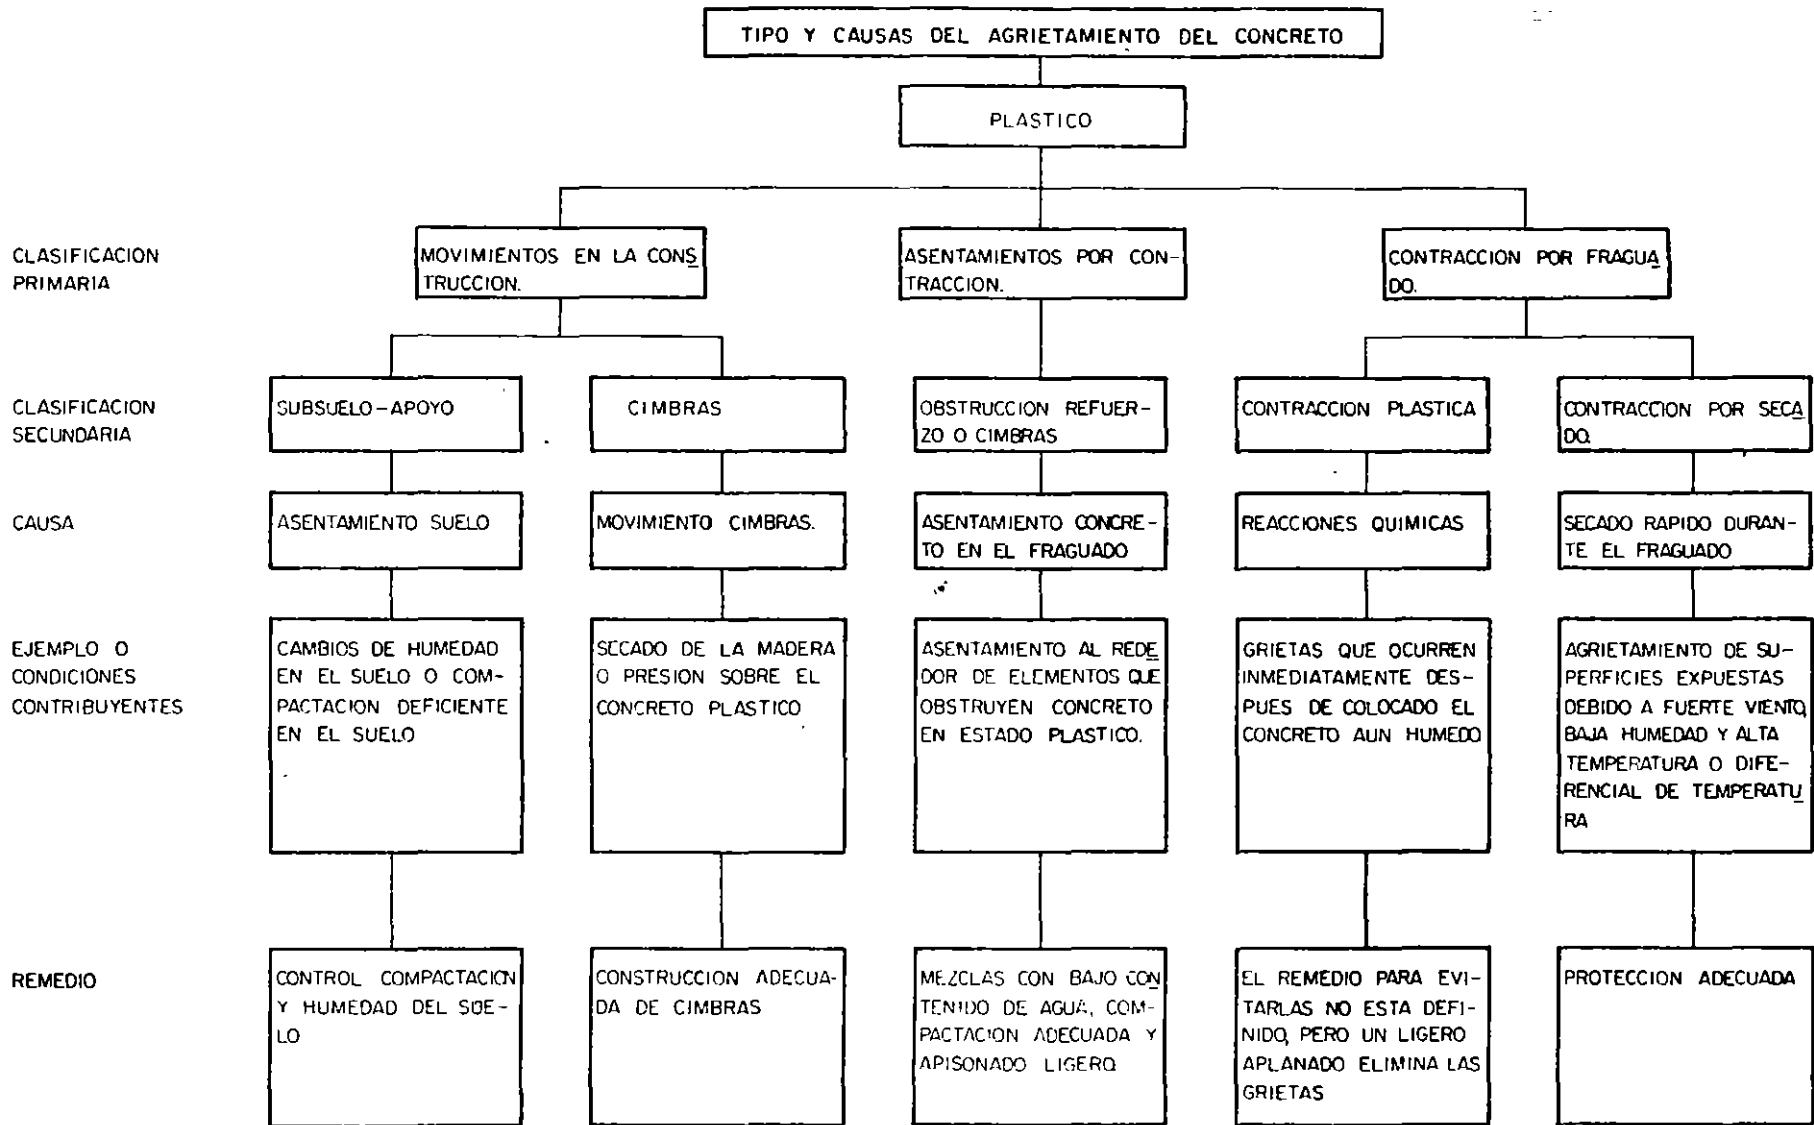 TIPO Y CAUSAS DEL AGRIETAMIENTO DEL CONCRETO
PLASTICO
CLASIFICACION
PRIMARIA
MOVIMIENTOS EN LA CONS
TRUCCION.
ASENTAMIENTOS POR CON-
TRACCION.
CONTRACCION POR FRAGUA
DO.
CLASIFICACION
SECUNDARIA
SUBSUELO-APOYO
CIMBRAS
OBSTRUCCION REFUER-
ZO O CIMBRAS
CONTRACCION PLASTICA
CONTRACCION POR SECA
DO.
CAUSA
ASENTAMIENTO SUELO
MOVIMIENTO CIMBRAS.
ASENTAMIENTO CONCRE-
TO EN EL FRAGUADO
REACCIONES QUIMICAS
SECADO RAPIDO DURAN-
TE EL FRAGUADO
EJEMPLO O
CONDICIONES
CONTRIBUYENTES
CAMBIOS DE HUMEDAD
EN EL SUELO O COM-
PACTACION DEFICIENTE
EN EL SUELO
SECADO DE LA MADERA
O PRESION SOBRE EL
CONCRETO PLASTICO
ASENTAMIENTO AL REDE
DOR DE ELEMENTOS QUE
OBSTRUYEN CONCRETO
EN ESTADO PLASTICO.
GRIETAS QUE OCURREN
INMEDIATAMENTE DES-
PUES DE COLOCADO EL
CONCRETO AUN HUMEDO
AGRIETAMIENTO DE SU-
PERFICIES EXPUESTAS
DEBIDO A FUERTE VIENTO,
BAJA HUMEDAD Y ALTA
TEMPERATURA O DIFE-
RENCIAL DE TEMPERATU
RA
REMEDIO
CONTROL COMPACTACION
Y HUMEDAD DEL SUE-
LO
CONSTRUCCION ADECUA-
DA DE CIMBRAS
MEZCLAS CON BAJO CON
TENIDO DE AGUA, COM-
PACTACION ADECUADA Y
APISONADO LIGERO.
EL REMEDIO PARA EVI-
TARLAS NO ESTA DEFI-
NIDO, PERO UN LIGERO
APLANADO ELIMINA LAS
GRIETAS
PROTECCION ADECUADA